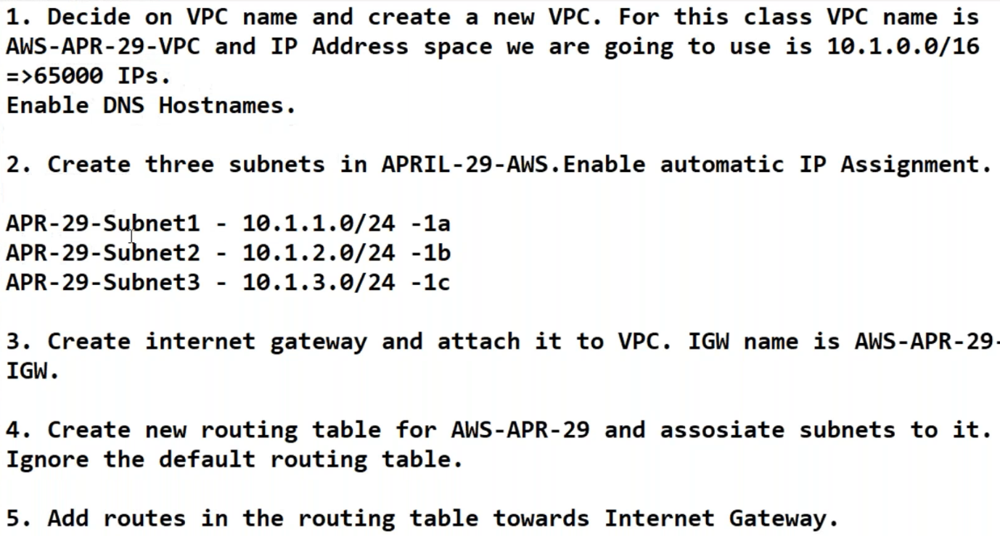 1. Decide on VPC name and create a new VPC. For this class VPC name is
AWS-APR-29-VPC and IP Address space we are going to use is 10.1.0.0/16
=>65000 IPs.
Enable DNS Hostnames.
2. Create three subnets in APRIL-29-AWS.Enable automatic IP Assignment.
APR-29-Subnet1 - 10.1.1.0/24 -1a
APR-29-Subnet2 - 10.1.2.0/24 -1b
APR-29-Subnet3 - 10.1.3.0/24 -1c
3. Create internet gateway and attach it to VPC. IGW name is AWS-APR-29-
IGW.
4. Create new routing table for AWS-APR-29 and assosiate subnets to it.
Ignore the default routing table.
5. Add routes in the routing table towards Internet Gateway.